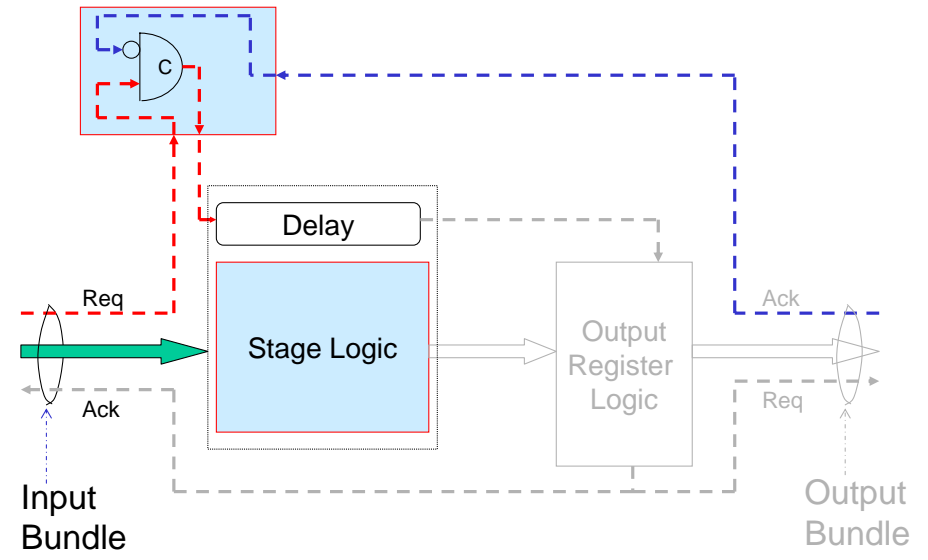 C
Delay
Req
Ack
Stage Logic
Output
Register
Logic
Ack
Req
Input
Bundle
Output
Bundle